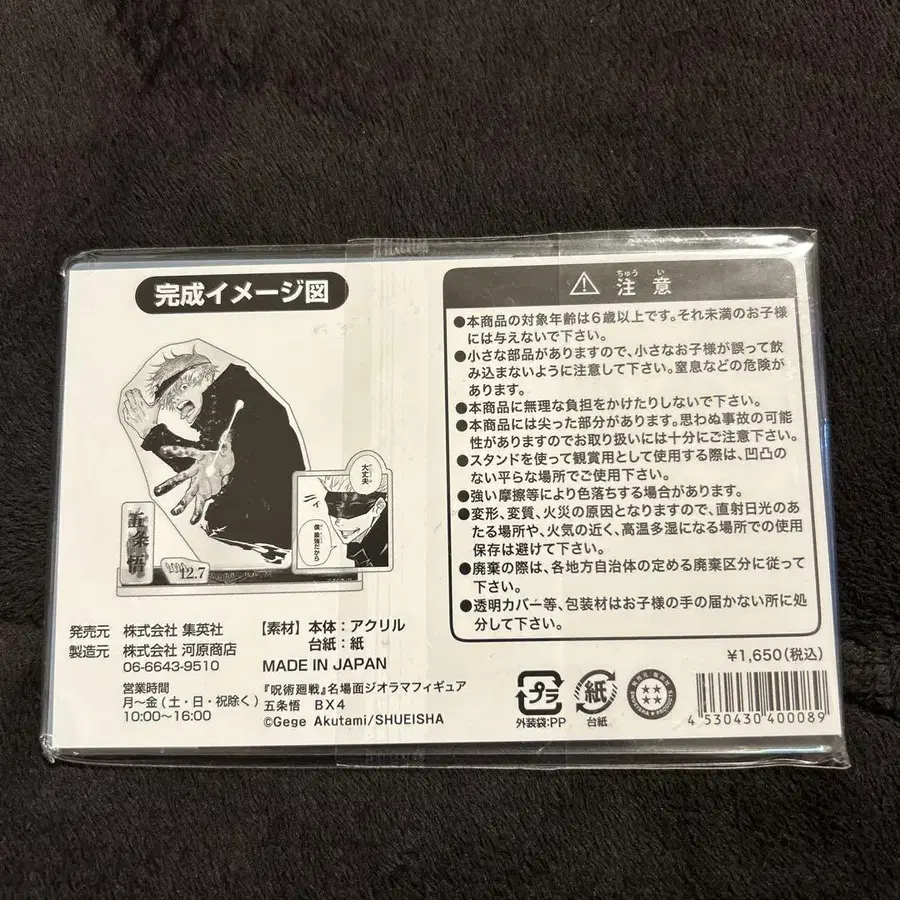 完成イメージ図
大丈夫
僕最強だから
五条悟
12.7
発売元 株式会社 集英社
製造元 株式会社 河原商店
06-6643-9510
営業時間
月〜金(土・日・祝除く)
10:00〜16:00
【素材】本体:アクリル
台紙:紙
MADE IN JAPAN
『呪術廻戦』名場面ジオラマフィギュア
五条悟 BX4
©Gege Akutami/SHUEISHA
ちゅう い
注 意
●本商品の対象年齢は6歳以上です。それ未満のお子様
には与えないで下さい。
●小さな部品がありますので、小さなお子様が誤って飲
み込まないように注意して下さい。窒息などの危険が
あります。
●本商品に無理な負担をかけたりしないで下さい。
●本商品には尖った部分があります。思わぬ事故の可能
性がありますのでお取り扱いには十分にご注意下さい。
●スタンドを使って観賞用として使用する際は、凹凸の
ない平らな場所でご使用下さい。
●強い摩擦等により色落ちする場合があります。
●変形、変質、火災の原因となりますので、直射日光のあ
たる場所や、火気の近く、高温多湿になる場所での使用
保存は避けて下さい。
●廃棄の際は、各地方自治体の定める廃棄区分に従って
下さい。
●透明カバー等、包装材はお子様の手の届かない所に処
分して下さい。
¥1,650(税込)
プラ
外装袋:PP
紙
台紙
4 530430 400089